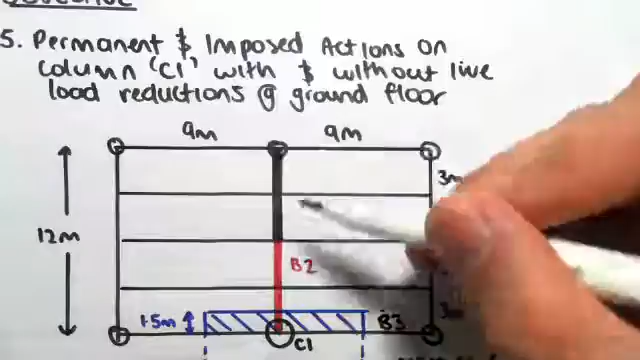 5. Permanent & Imposed Actions on
column 'C1' with & without live
load reductions @ ground floor
9m 9m
3m
12m
B2
1.5m B3 3m
C1